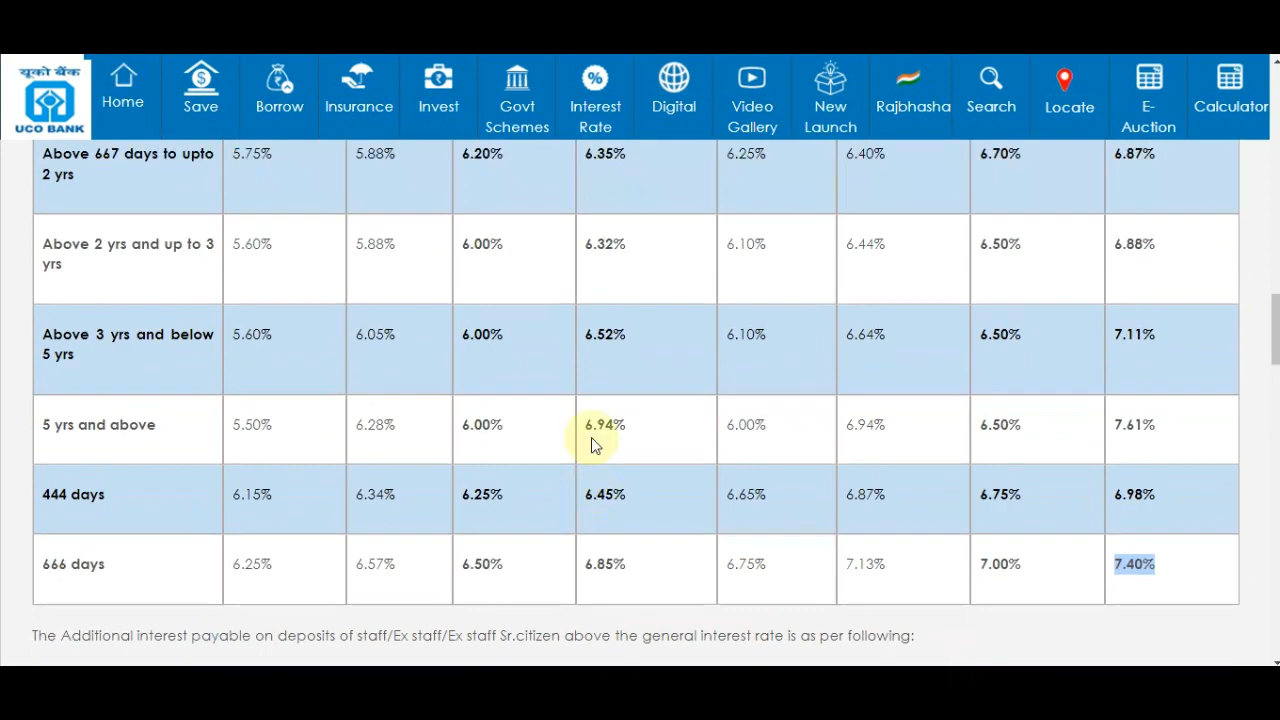 यूको बैंक
UCO BANK
Home
Save
Borrow
Insurance
Invest
Govt
Schemes
Interest
Rate
Digital
Video
Gallery
New
Launch
Rajbhasha
Search
Locate
E-
Auction
Calculator
Above 667 days to upto 5.75% 5.88% 6.20% 6.35% 6.25% 6.40% 6.70% 6.87%
2 yrs
Above 2 yrs and up to 3 5.60% 5.88% 6.00% 6.32% 6.10% 6.44% 6.50% 6.88%
yrs
Above 3 yrs and below 5.60% 6.05% 6.00% 6.52% 6.10% 6.64% 6.50% 7.11%
5 yrs
5 yrs and above 5.50% 6.28% 6.00% 6.94% 6.00% 6.94% 6.50% 7.61%
444 days 6.15% 6.34% 6.25% 6.45% 6.65% 6.87% 6.75% 6.98%
666 days 6.25% 6.57% 6.50% 6.85% 6.75% 7.13% 7.00% 7.40%
The Additional interest payable on deposits of staff/Ex staff/Ex staff Sr.citizen above the general interest rate is as per following: